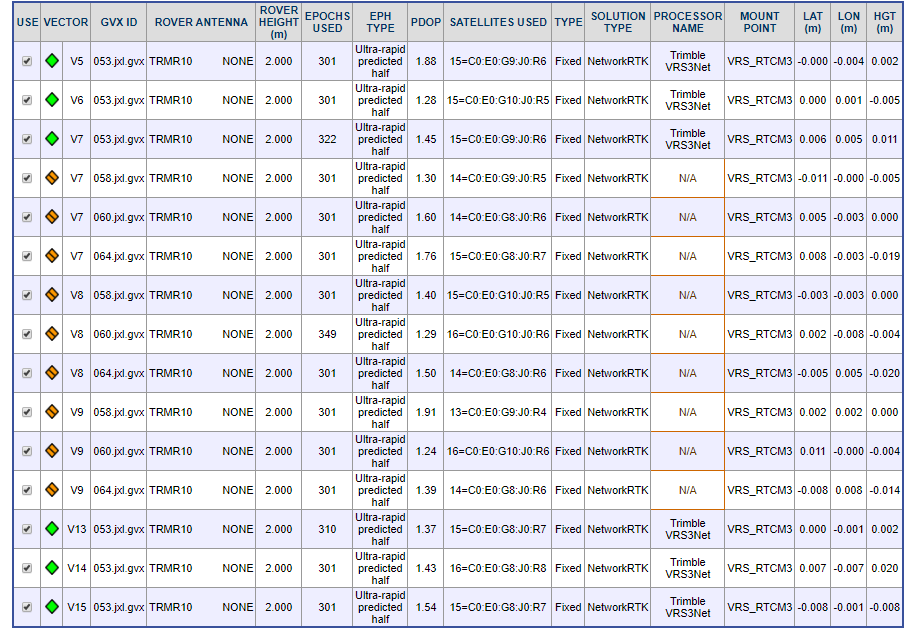 USE VECTOR GVX ID ROVER ANTENNA ROVER HEIGHT (m) EPOCHS USED EPH TYPE PDOP SATELLITES USED TYPE SOLUTION TYPE PROCESSOR NAME MOUNT POINT LAT (m) LON (m) HGT (m)
V5 053.jxl.gvx TRMR10 NONE 2.000 301 Ultra-rapid predicted half 1.88 15=C0:E0:G9:J0:R6 Fixed NetworkRTK Trimble VRS3Net VRS_RTCM3 -0.000 -0.004 0.002
V6 053.jxl.gvx TRMR10 NONE 2.000 301 Ultra-rapid predicted half 1.28 15=C0:E0:G10:J0:R5 Fixed NetworkRTK Trimble VRS3Net VRS_RTCM3 0.000 0.001 -0.005
V7 053.jxl.gvx TRMR10 NONE 2.000 322 Ultra-rapid predicted half 1.45 15=C0:E0:G9:J0:R6 Fixed NetworkRTK Trimble VRS3Net VRS_RTCM3 0.006 0.005 0.011
V7 058.jxl.gvx TRMR10 NONE 2.000 301 Ultra-rapid predicted half 1.30 14=C0:E0:G9:J0:R5 Fixed NetworkRTK N/A VRS_RTCM3 -0.011 -0.000 -0.005
V7 060.jxl.gvx TRMR10 NONE 2.000 301 Ultra-rapid predicted half 1.60 14=C0:E0:G8:J0:R6 Fixed NetworkRTK N/A VRS_RTCM3 0.005 -0.003 0.000
V7 064.jxl.gvx TRMR10 NONE 2.000 301 Ultra-rapid predicted half 1.76 15=C0:E0:G8:J0:R7 Fixed NetworkRTK N/A VRS_RTCM3 0.008 -0.003 -0.019
V8 058.jxl.gvx TRMR10 NONE 2.000 301 Ultra-rapid predicted half 1.40 15=C0:E0:G10:J0:R5 Fixed NetworkRTK N/A VRS_RTCM3 -0.003 -0.003 0.000
V8 060.jxl.gvx TRMR10 NONE 2.000 349 Ultra-rapid predicted half 1.29 16=C0:E0:G10:J0:R6 Fixed NetworkRTK N/A VRS_RTCM3 0.002 -0.008 -0.004
V8 064.jxl.gvx TRMR10 NONE 2.000 301 Ultra-rapid predicted half 1.50 14=C0:E0:G8:J0:R6 Fixed NetworkRTK N/A VRS_RTCM3 -0.005 0.005 -0.020
V9 058.jxl.gvx TRMR10 NONE 2.000 301 Ultra-rapid predicted half 1.91 13=C0:E0:G9:J0:R4 Fixed NetworkRTK N/A VRS_RTCM3 0.002 0.002 0.000
V9 060.jxl.gvx TRMR10 NONE 2.000 301 Ultra-rapid predicted half 1.24 16=C0:E0:G10:J0:R6 Fixed NetworkRTK N/A VRS_RTCM3 0.011 -0.000 -0.004
V9 064.jxl.gvx TRMR10 NONE 2.000 301 Ultra-rapid predicted half 1.39 14=C0:E0:G8:J0:R6 Fixed NetworkRTK N/A VRS_RTCM3 -0.008 0.008 -0.014
V13 053.jxl.gvx TRMR10 NONE 2.000 310 Ultra-rapid predicted half 1.37 15=C0:E0:G8:J0:R7 Fixed NetworkRTK Trimble VRS3Net VRS_RTCM3 0.000 -0.001 0.002
V14 053.jxl.gvx TRMR10 NONE 2.000 301 Ultra-rapid predicted half 1.43 16=C0:E0:G8:J0:R8 Fixed NetworkRTK Trimble VRS3Net VRS_RTCM3 0.007 -0.007 0.020
V15 053.jxl.gvx TRMR10 NONE 2.000 301 Ultra-rapid predicted half 1.54 15=C0:E0:G8:J0:R7 Fixed NetworkRTK Trimble VRS3Net VRS_RTCM3 -0.008 -0.001 -0.008